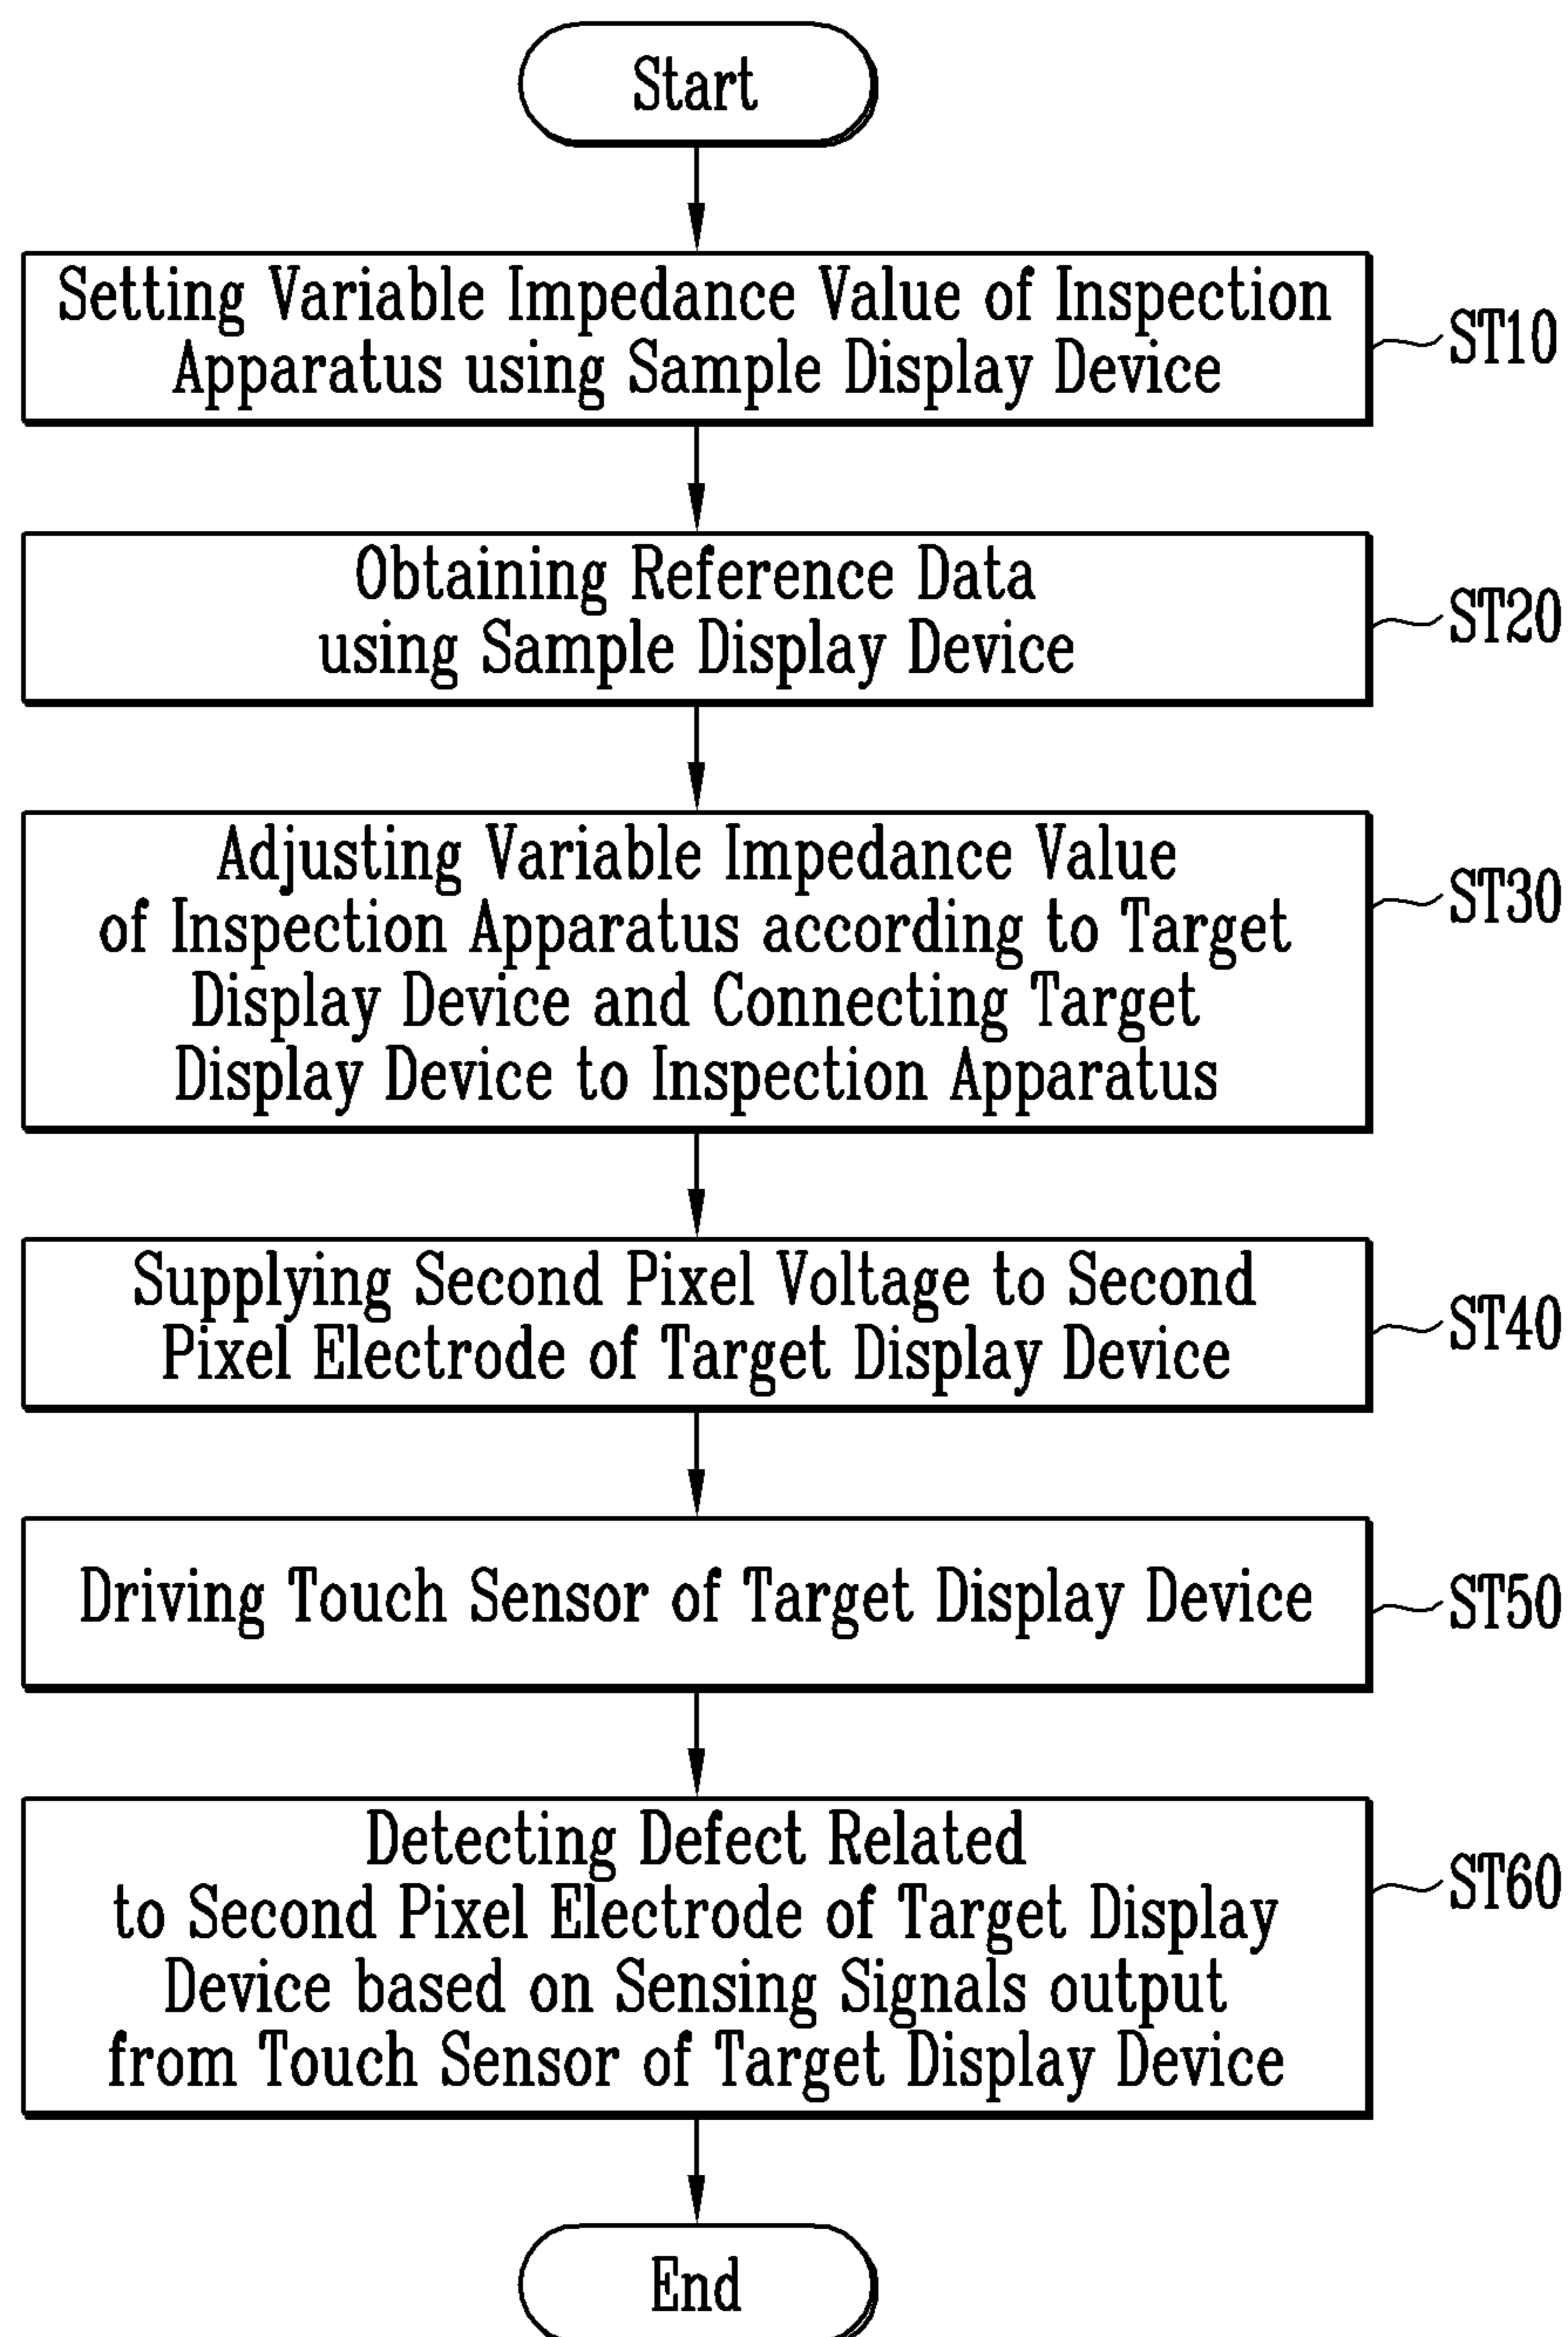 Start
Setting Variable Impedance Value of Inspection
Apparatus using Sample Display Device
ST10
Obtaining Reference Data
using Sample Display Device
ST20
Adjusting Variable Impedance Value
of Inspection Apparatus according to Target
Display Device and Connecting Target
Display Device to Inspection Apparatus
ST30
Supplying Second Pixel Voltage to Second
Pixel Electrode of Target Display Device
ST40
Driving Touch Sensor of Target Display Device
ST50
Detecting Defect Related
to Second Pixel Electrode of Target Display
Device based on Sensing Signals output
from Touch Sensor of Target Display Device
ST60
End